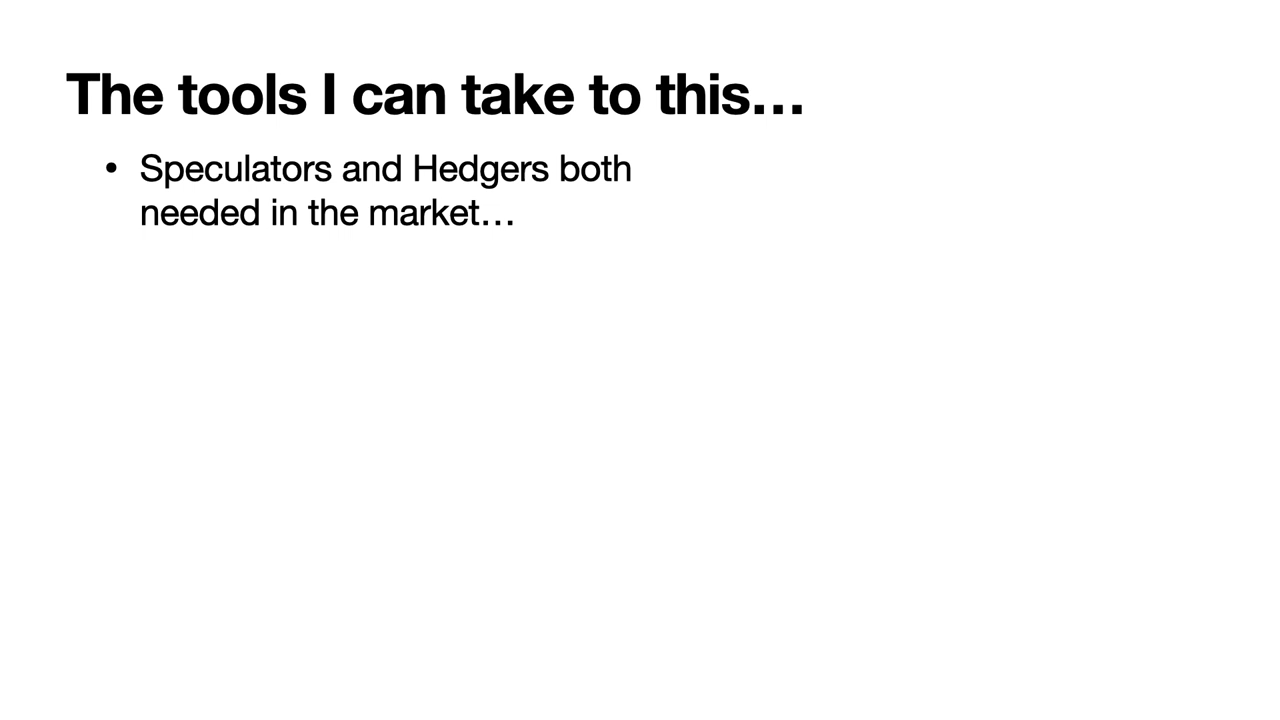 The tools I can take to this…
• Speculators and Hedgers both
needed in the market…